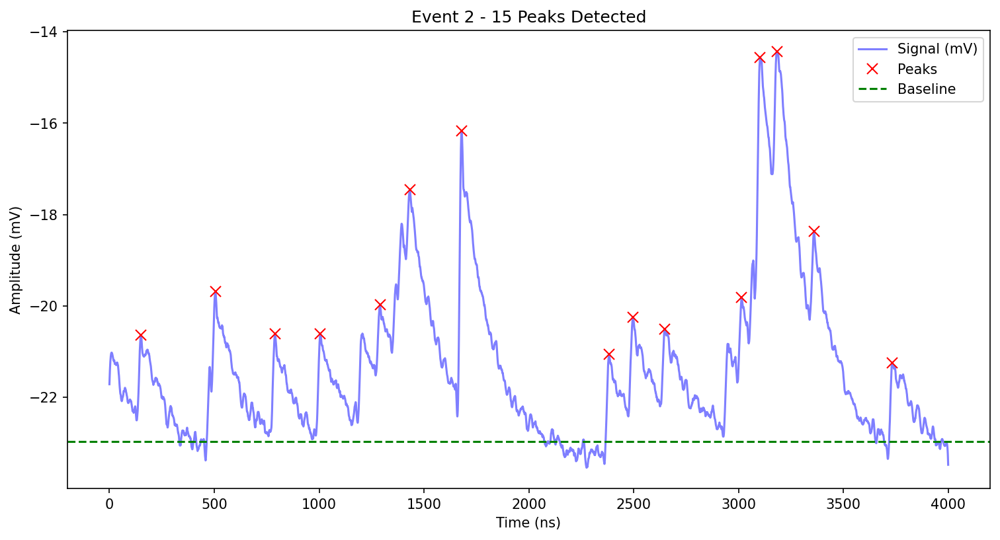 Event 2 - 15 Peaks Detected
Signal (mV)
Peaks
Baseline
Amplitude (mV)
−14
−16
−18
−20
−22
0 500 1000 1500 2000 2500 3000 3500 4000
Time (ns)